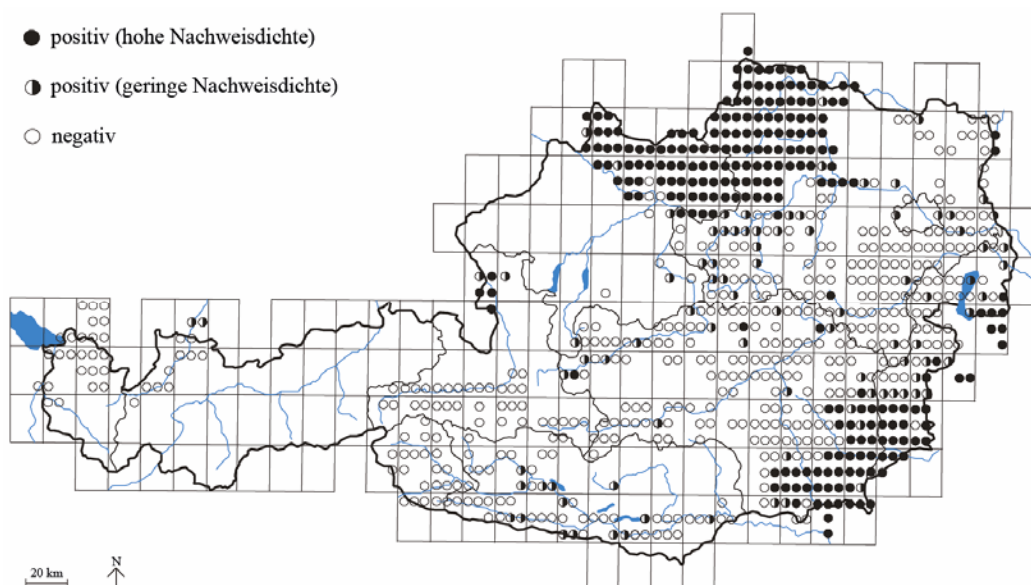 positiv (hohe Nachweisdichte)
positiv (geringe Nachweisdichte)
negativ
20 km
N